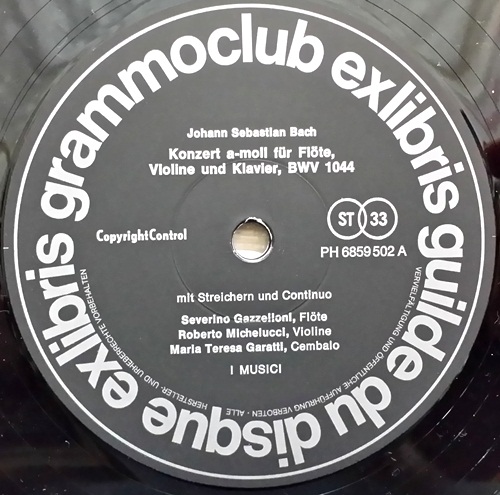 grammoclub exlibris guilde du disque exlibris
Johann Sebastian Bach
Konzert a-moll für Flöte,
Violine und Klavier, BWV 1044
CopyrightControl
ST 33
PH 6859 502 A
mit Streichern und Continuo
Severino Gazzelloni, Flöte
Roberto Michelucci, Violine
Maria Teresa Garatti, Cembalo
I MUSICI
ALLE HERSTELLER- UND URHEBERRECHTE VORBEHALTEN
VERVIELFÄLTIGUNG UND ÖFFENTLICHE AUFFÜHRUNG VERBOTEN ·